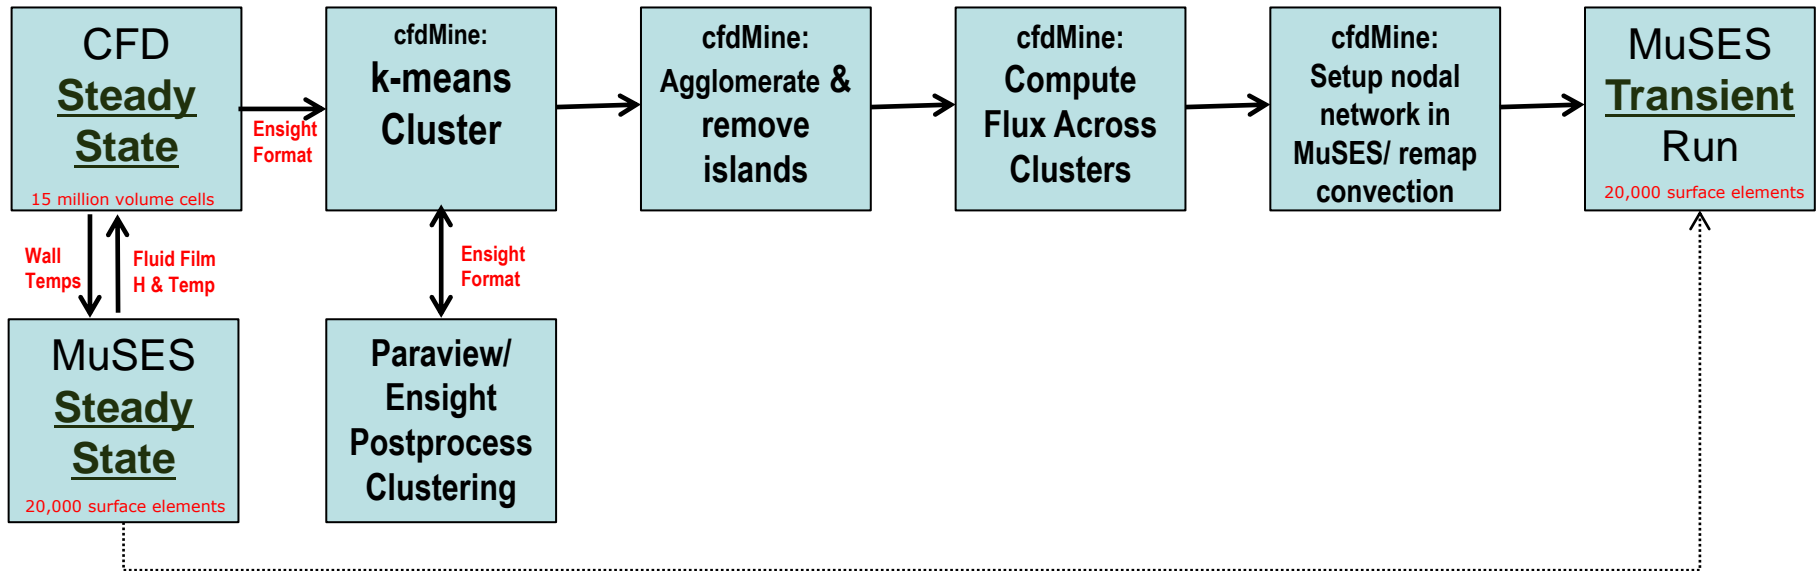 CFD
Steady
State
15 million volume cells
Ensight
Format
cfdMine:
k-means
Cluster
cfdMine:
Agglomerate &
remove
islands
cfdMine:
Compute
Flux Across
Clusters
cfdMine:
Setup nodal
network in
MuSES/ remap
convection
MuSES
Transient
Run
20,000 surface elements
Wall
Temps
Fluid Film
H & Temp
Ensight
Format
MuSES
Steady
State
20,000 surface elements
Paraview/
Ensight
Postprocess
Clustering